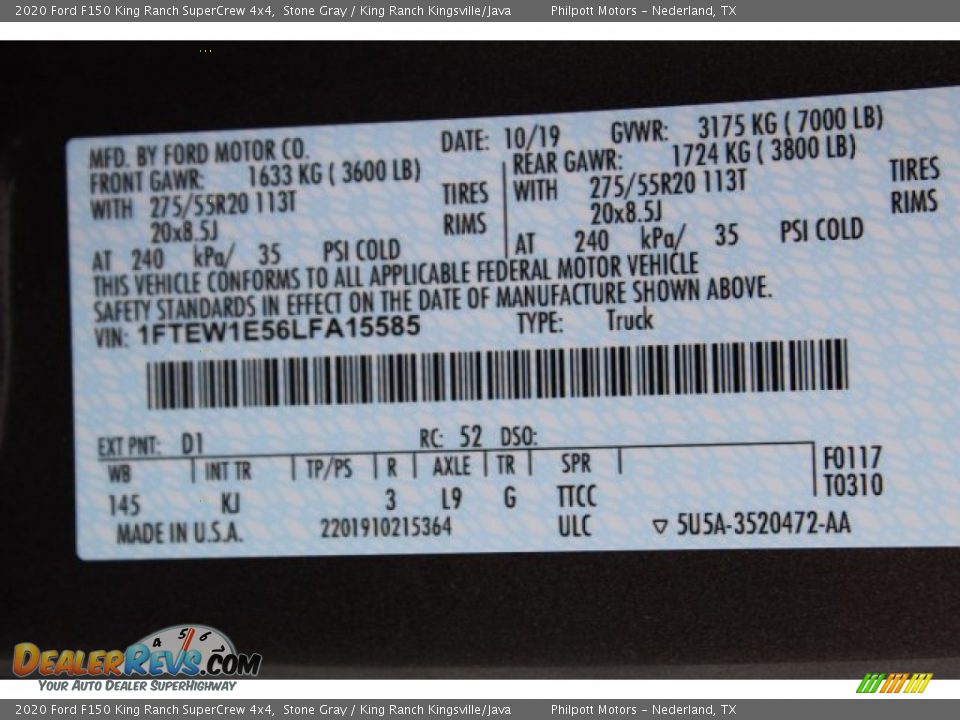 2020 Ford F150 King Ranch SuperCrew 4x4, Stone Gray / King Ranch Kingsville/Java Philpott Motors - Nederland, TX
MFD. BY FORD MOTOR CO. DATE: 10/19 GVWR: 3175 KG ( 7000 LB)
FRONT GAWR: 1633 KG ( 3600 LB) REAR GAWR: 1724 KG ( 3800 LB)
WITH 275/55R20 113T TIRES WITH 275/55R20 113T TIRES
20x8.5J RIMS 20x8.5J RIMS
AT 240 kPa/ 35 PSI COLD AT 240 kPa/ 35 PSI COLD
THIS VEHICLE CONFORMS TO ALL APPLICABLE FEDERAL MOTOR VEHICLE
SAFETY STANDARDS IN EFFECT ON THE DATE OF MANUFACTURE SHOWN ABOVE.
VIN: 1FTEW1E56LFA15585 TYPE: Truck
EXT PNT: D1 RC: 52 DSO:
WB INT TR TP/PS R AXLE TR SPR F0117
T0310
145 KJ 3 L9 G TTCC
MADE IN U.S.A. 2201910215364 ULC ▽ 5U5A-3520472-AA
4 5 6
DEALERREVS.COM
YOUR AUTO DEALER SUPERHIGHWAY
2020 Ford F150 King Ranch SuperCrew 4x4, Stone Gray / King Ranch Kingsville/Java Philpott Motors - Nederland, TX